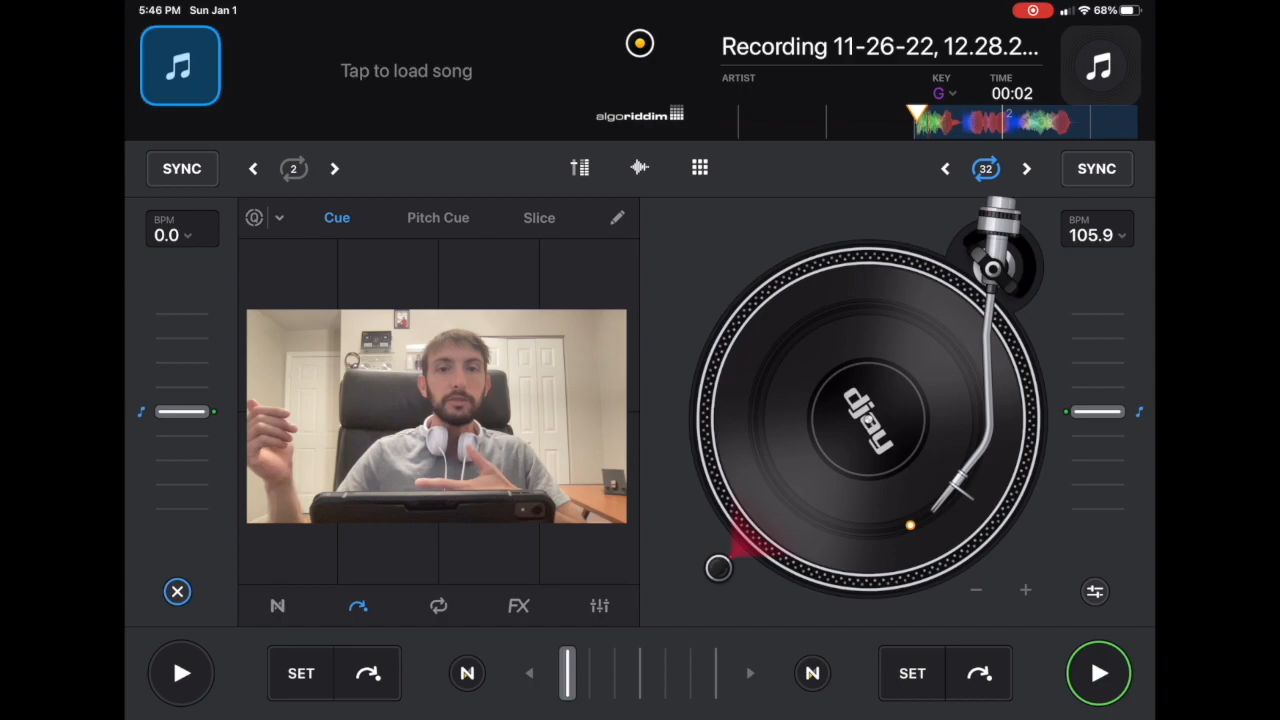 5:46 PM Sun Jan 1
68%
Tap to load song
Recording 11-26-22, 12.28.2...
ARTIST
KEY
TIME
G
00:02
algoriddim
2
SYNC
2
32
SYNC
BPM
0.0
Cue
Pitch Cue
Slice
BPM
105.9
djay
N
FX
SET
N
N
SET